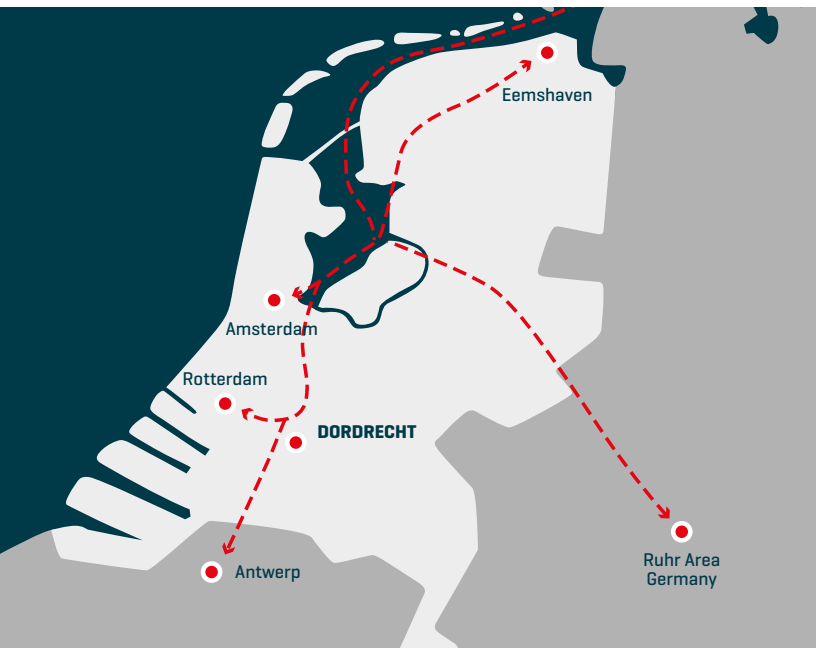 Eemshaven
Amsterdam
Rotterdam
DORDRECHT
Antwerp
Ruhr Area
Germany